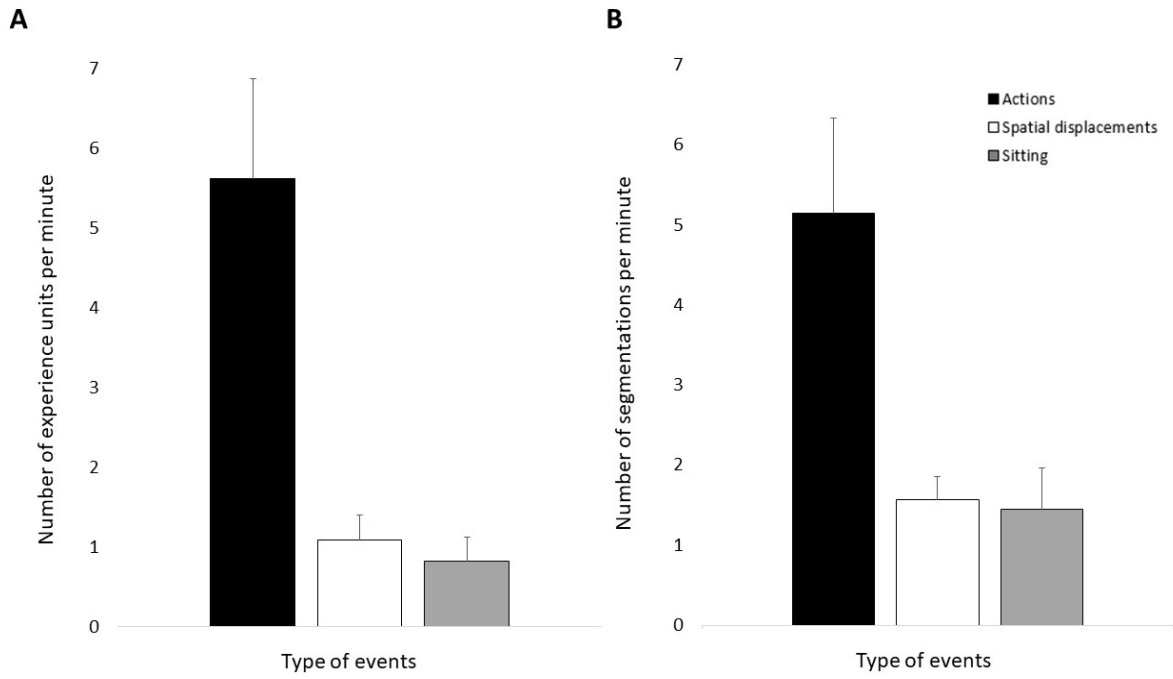 A
Number of experience units per minute
7
6
5
4
3
2
1
0
Type of events
B
Number of segmentations per minute
7
6
5
4
3
2
1
0
Actions
Spatial displacements
Sitting
Type of events